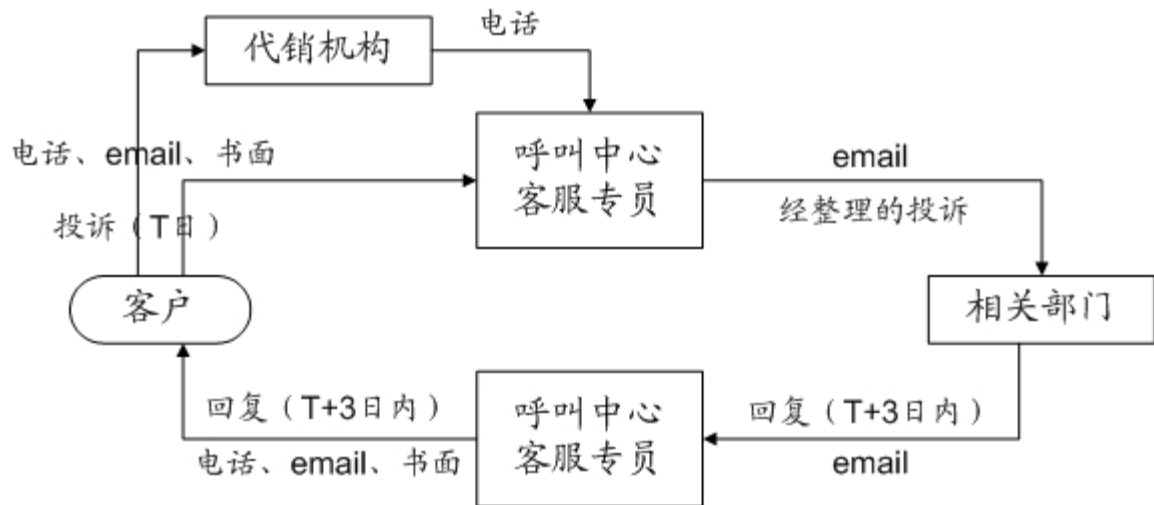 电话
代销机构
电话、email、书面
呼叫中心
客服专员
email
经整理的投诉
投诉（T日）
客户
相关部门
回复（T+3日内）
电话、email、书面
呼叫中心
客服专员
回复（T+3日内）
email